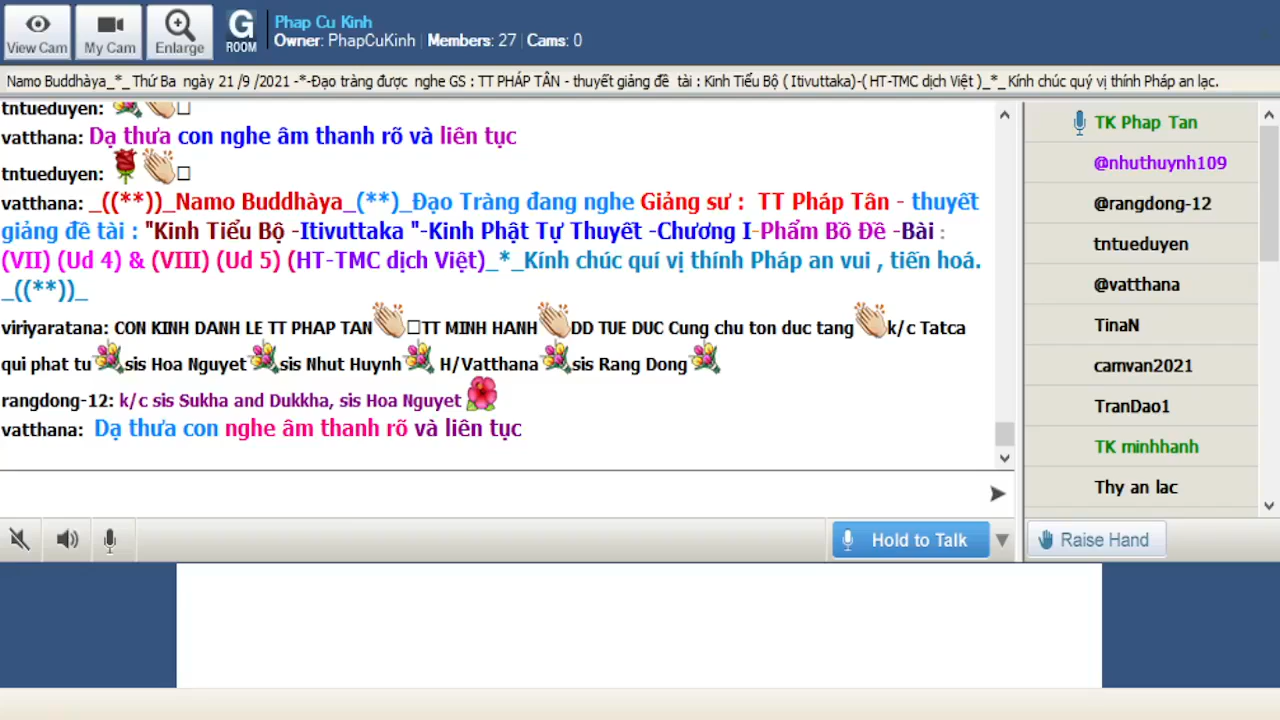 View Cam
My Cam
Enlarge
G
ROOM
Phap Cu Kinh
Owner: PhapCuKinh | Members: 27 | Cams: 0
Namo Buddhàya_*_Thứ Ba ngày 21 /9 /2021 -*-Đạo tràng được nghe GS : TT PHÁP TÂN - thuyết giảng đề tài : Kinh Tiểu Bộ ( Itivuttaka)-( HT-TMC dịch Việt )_*_Kính chúc quý vị thính Pháp an lạc.
tntueduyen:
vatthana: Dạ thưa con nghe âm thanh rõ và liên tục
tntueduyen:
vatthana: _((**))_Namo Buddhàya_(**)_Đạo Tràng đang nghe Giảng sư : TT Pháp Tân - thuyết
giảng đề tài : "Kinh Tiểu Bộ -Itivuttaka "-Kinh Phật Tự Thuyết -Chương I-Phẩm Bồ Đề -Bài :
(VII) (Ud 4) & (VIII) (Ud 5) (HT-TMC dịch Việt)_*_Kính chúc quí vị thính Pháp an vui , tiến hoá.
_((**))_
viriyaratana: CON KINH DANH LE TT PHAP TAN TT MINH HANH DD TUE DUC Cung chu ton duc tang k/c Tatca
qui phat tu sis Hoa Nguyet sis Nhut Huynh H/Vatthana sis Rang Dong
rangdong-12: k/c sis Sukha and Dukkha, sis Hoa Nguyet
vatthana: Dạ thưa con nghe âm thanh rõ và liên tục
Hold to Talk
TK Phap Tan
@nhuthuynh109
@rangdong-12
tntueduyen
@vatthana
TinaN
camvan2021
TranDao1
TK minhhanh
Thy an lac
Raise Hand